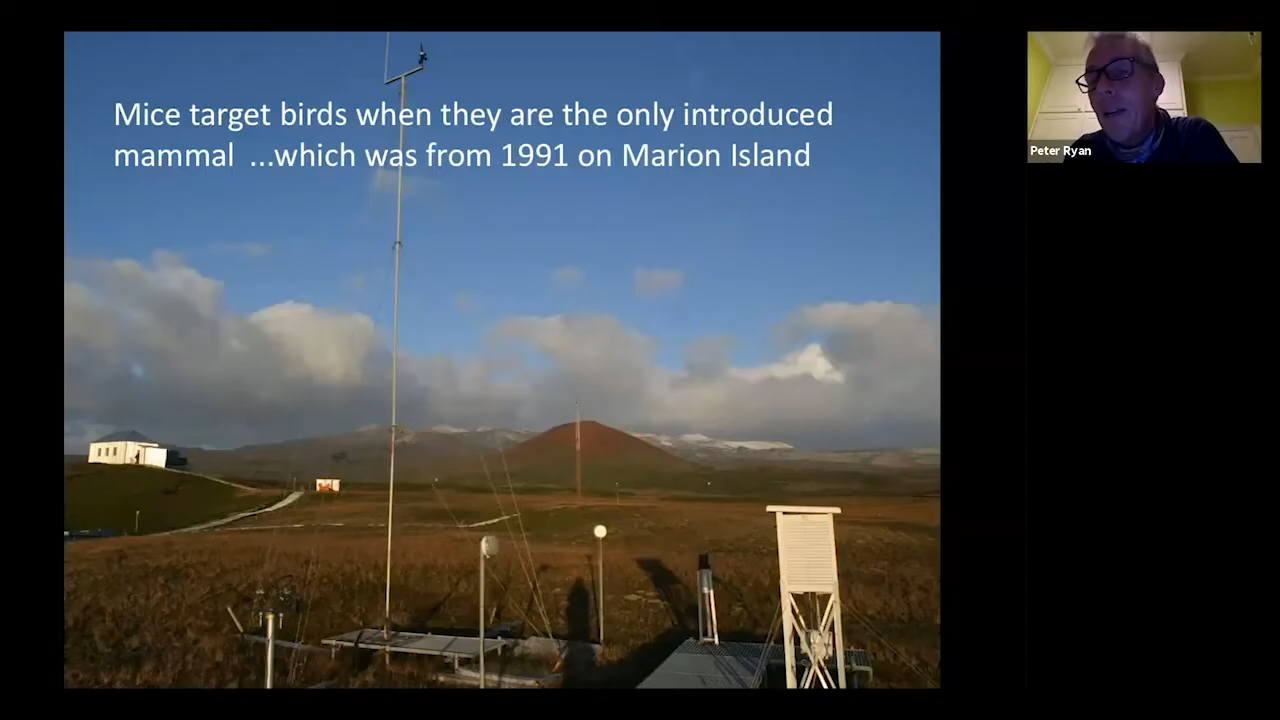 Mice target birds when they are the only introduced
mammal ...which was from 1991 on Marion Island
Peter Ryan